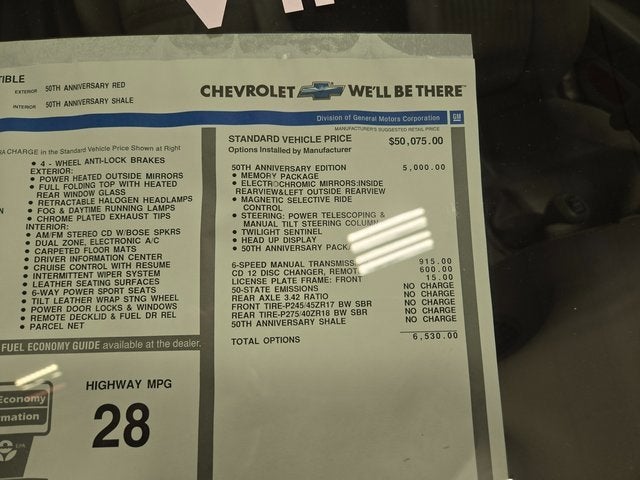 TIBLE
EXTERIOR 50TH ANNIVERSARY RED
INTERIOR 50TH ANNIVERSARY SHALE
CHEVROLET WE'LL BE THERE
Division of General Motors Corporation GM
CHARGE in the Standard Vehicle Price Shown at Right
• 4 - WHEEL ANTI-LOCK BRAKES
EXTERIOR:
• POWER HEATED OUTSIDE MIRRORS
• FULL FOLDING TOP WITH HEATED
REAR WINDOW GLASS
• RETRACTABLE HALOGEN HEADLAMPS
• FOG & DAYTIME RUNNING LAMPS
• CHROME PLATED EXHAUST TIPS
INTERIOR:
• AM/FM STEREO CD W/BOSE SPKRS
• DUAL ZONE, ELECTRONIC A/C
• CARPETED FLOOR MATS
• DRIVER INFORMATION CENTER
• CRUISE CONTROL WITH RESUME
• INTERMITTENT WIPER SYSTEM
• LEATHER SEATING SURFACES
• 6-WAY POWER SPORT SEATS
• TILT LEATHER WRAP STNG WHEEL
• POWER DOOR LOCKS & WINDOWS
• REMOTE DECKLID & FUEL DR REL
• PARCEL NET
FUEL ECONOMY GUIDE available at the dealer.
Economy
mation
EPA
HIGHWAY MPG
28
MANUFACTURER'S SUGGESTED RETAIL PRICE
STANDARD VEHICLE PRICE $50,075.00
Options Installed by Manufacturer
50TH ANNIVERSARY EDITION 5,000.00
• MEMORY PACKAGE
• ELECTROCHROMIC MIRRORS:INSIDE
REARVIEW&LEFT OUTSIDE REARVIEW
• MAGNETIC SELECTIVE RIDE
CONTROL
• STEERING: POWER TELESCOPING &
MANUAL TILT STEERING COLUMN
• TWILIGHT SENTINEL
• HEAD UP DISPLAY
• 50TH ANNIVERSARY PACK
6-SPEED MANUAL TRANSMISS 915.00
CD 12 DISC CHANGER, REMOTE 600.00
LICENSE PLATE FRAME: FRONT 15.00
50-STATE EMISSIONS NO CHARGE
REAR AXLE 3.42 RATIO NO CHARGE
FRONT TIRE-P245/45ZR17 BW SBR NO CHARGE
REAR TIRE-P275/40ZR18 BW SBR NO CHARGE
50TH ANNIVERSARY SHALE NO CHARGE
TOTAL OPTIONS 6,530.00